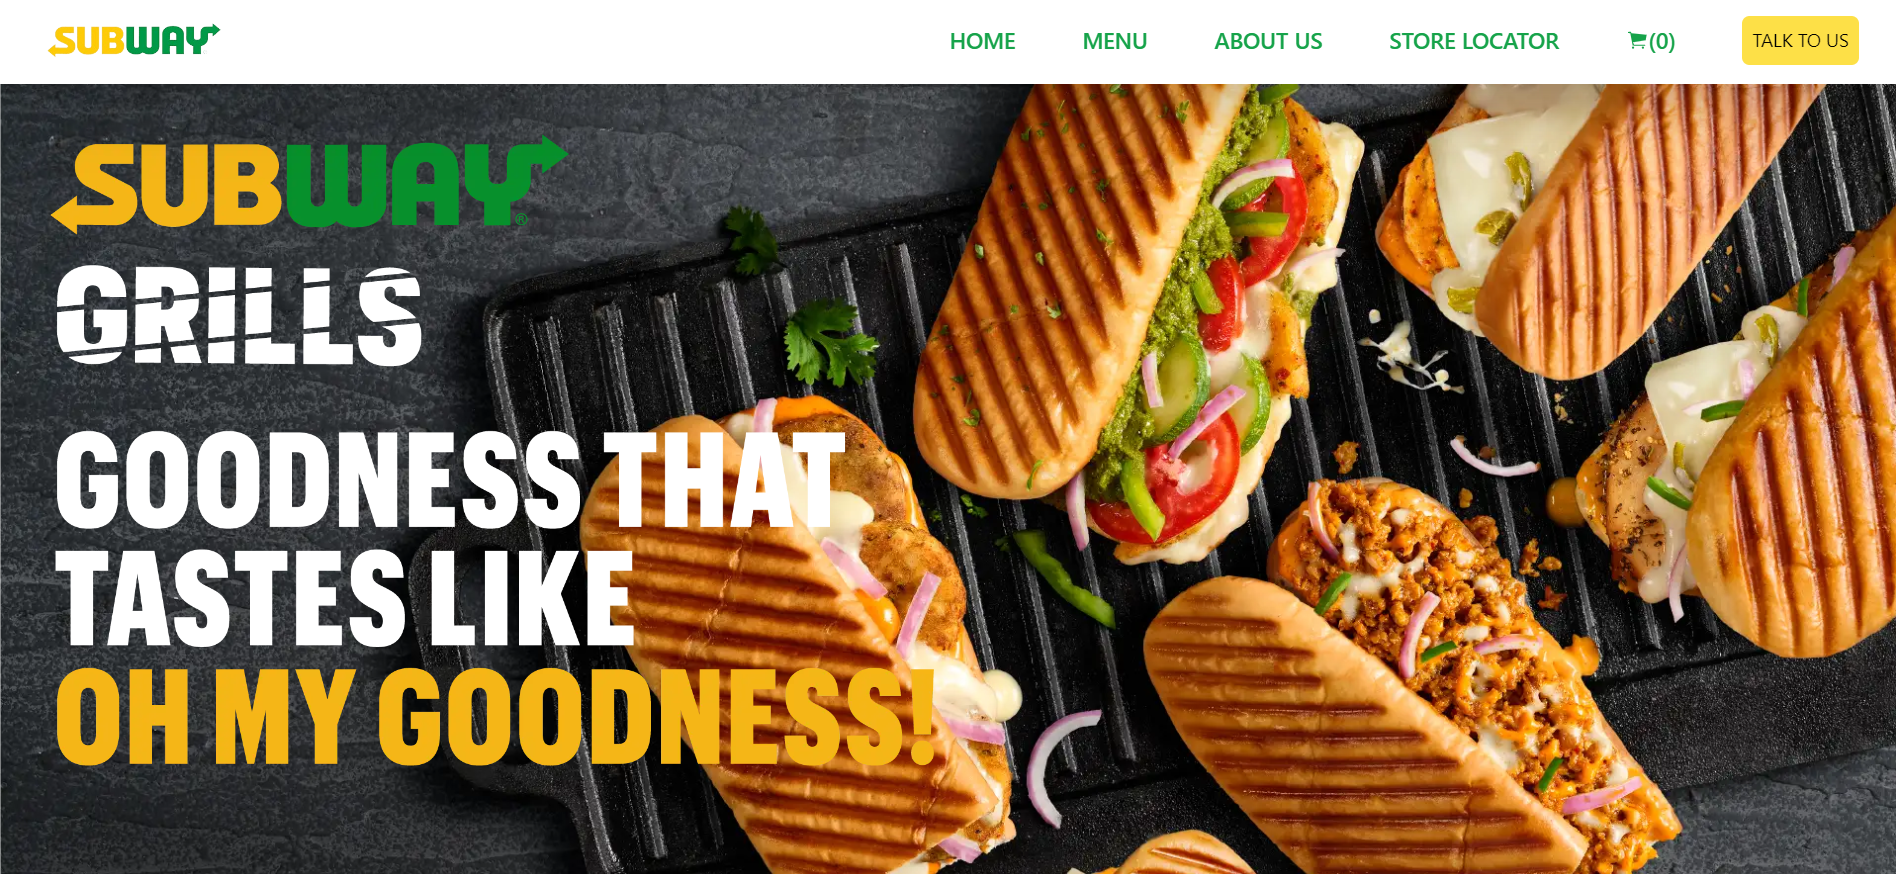 SUBWAY
HOME
MENU
ABOUT US
STORE LOCATOR
(0)
TALK TO US
SUBWAY®
GRILLS
GOODNESS THAT
TASTES LIKE
OH MY GOODNESS!